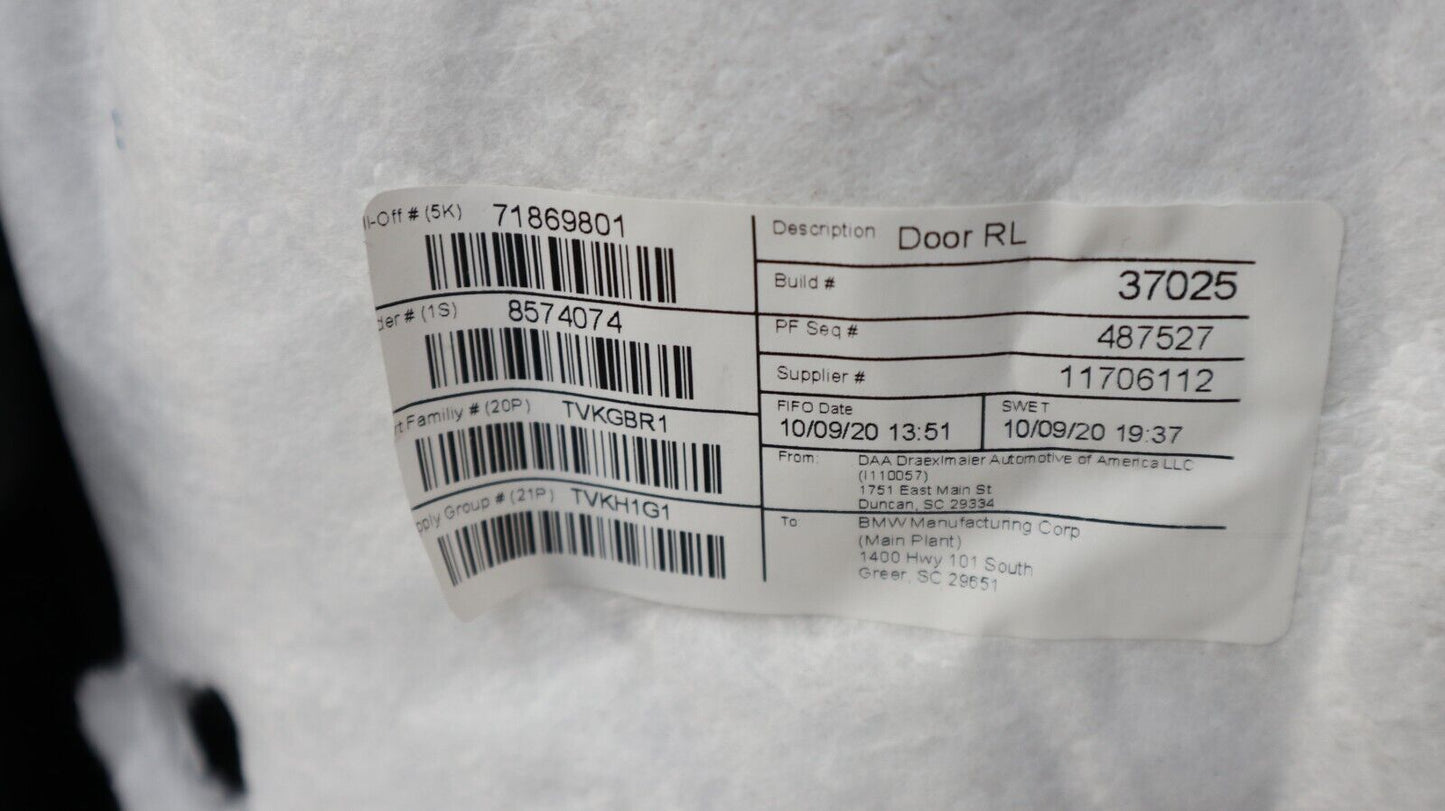 ll-Off # (5K) 71869801
der # (1S) 8574074
rt Familiy # (20P) TVKGBR1
pply Group # (21P) TVKH1G1
Description Door RL
Build # 37025
PF Seq # 487527
Supplier # 11706112
FIFO Date SWET
10/09/20 13:51 10/09/20 19:37
From: DAA Draexlmaier Automotive of America LLC
(I110057)
1751 East Main St
Duncan, SC 29334
To BMW Manufacturing Corp
(Main Plant)
1400 Hwy 101 South
Greer, SC 29651